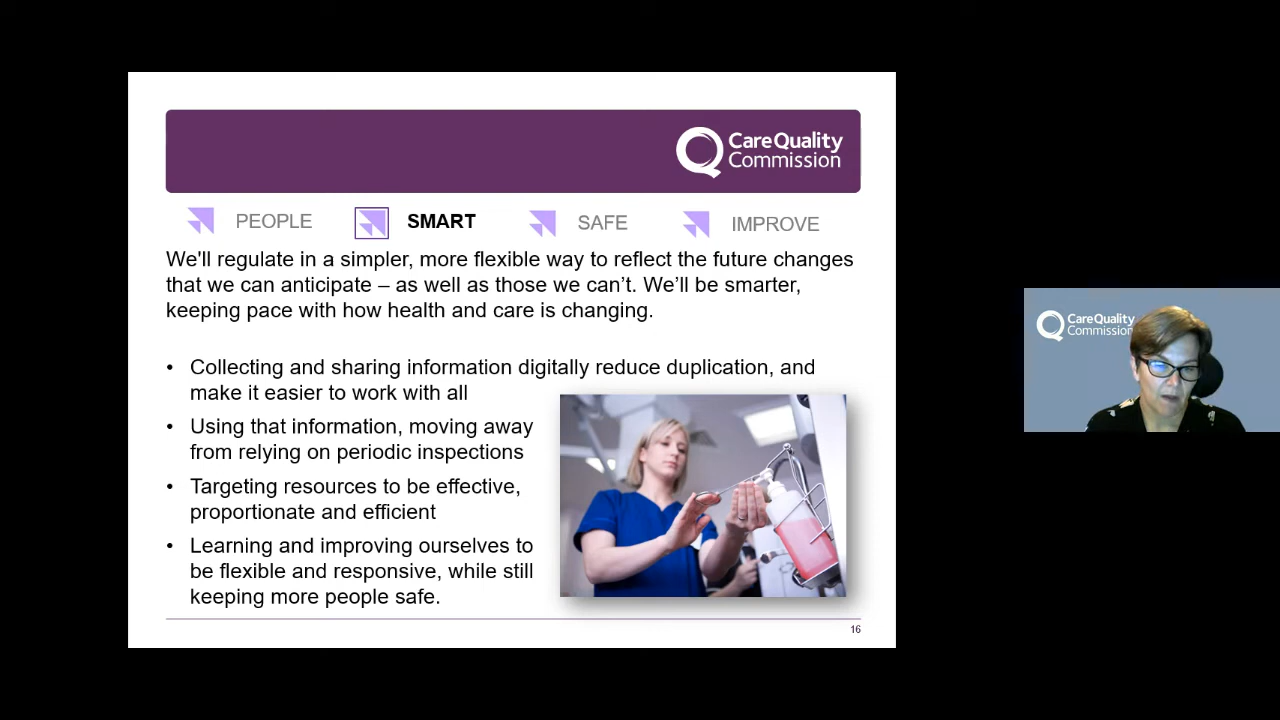 CareQuality
Commission
PEOPLE
SMART
SAFE
IMPROVE
We'll regulate in a simpler, more flexible way to reflect the future changes
that we can anticipate – as well as those we can’t. We’ll be smarter,
keeping pace with how health and care is changing.
• Collecting and sharing information digitally reduce duplication, and
make it easier to work with all
• Using that information, moving away
from relying on periodic inspections
• Targeting resources to be effective,
proportionate and efficient
• Learning and improving ourselves to
be flexible and responsive, while still
keeping more people safe.
16
CareQuality
Commission